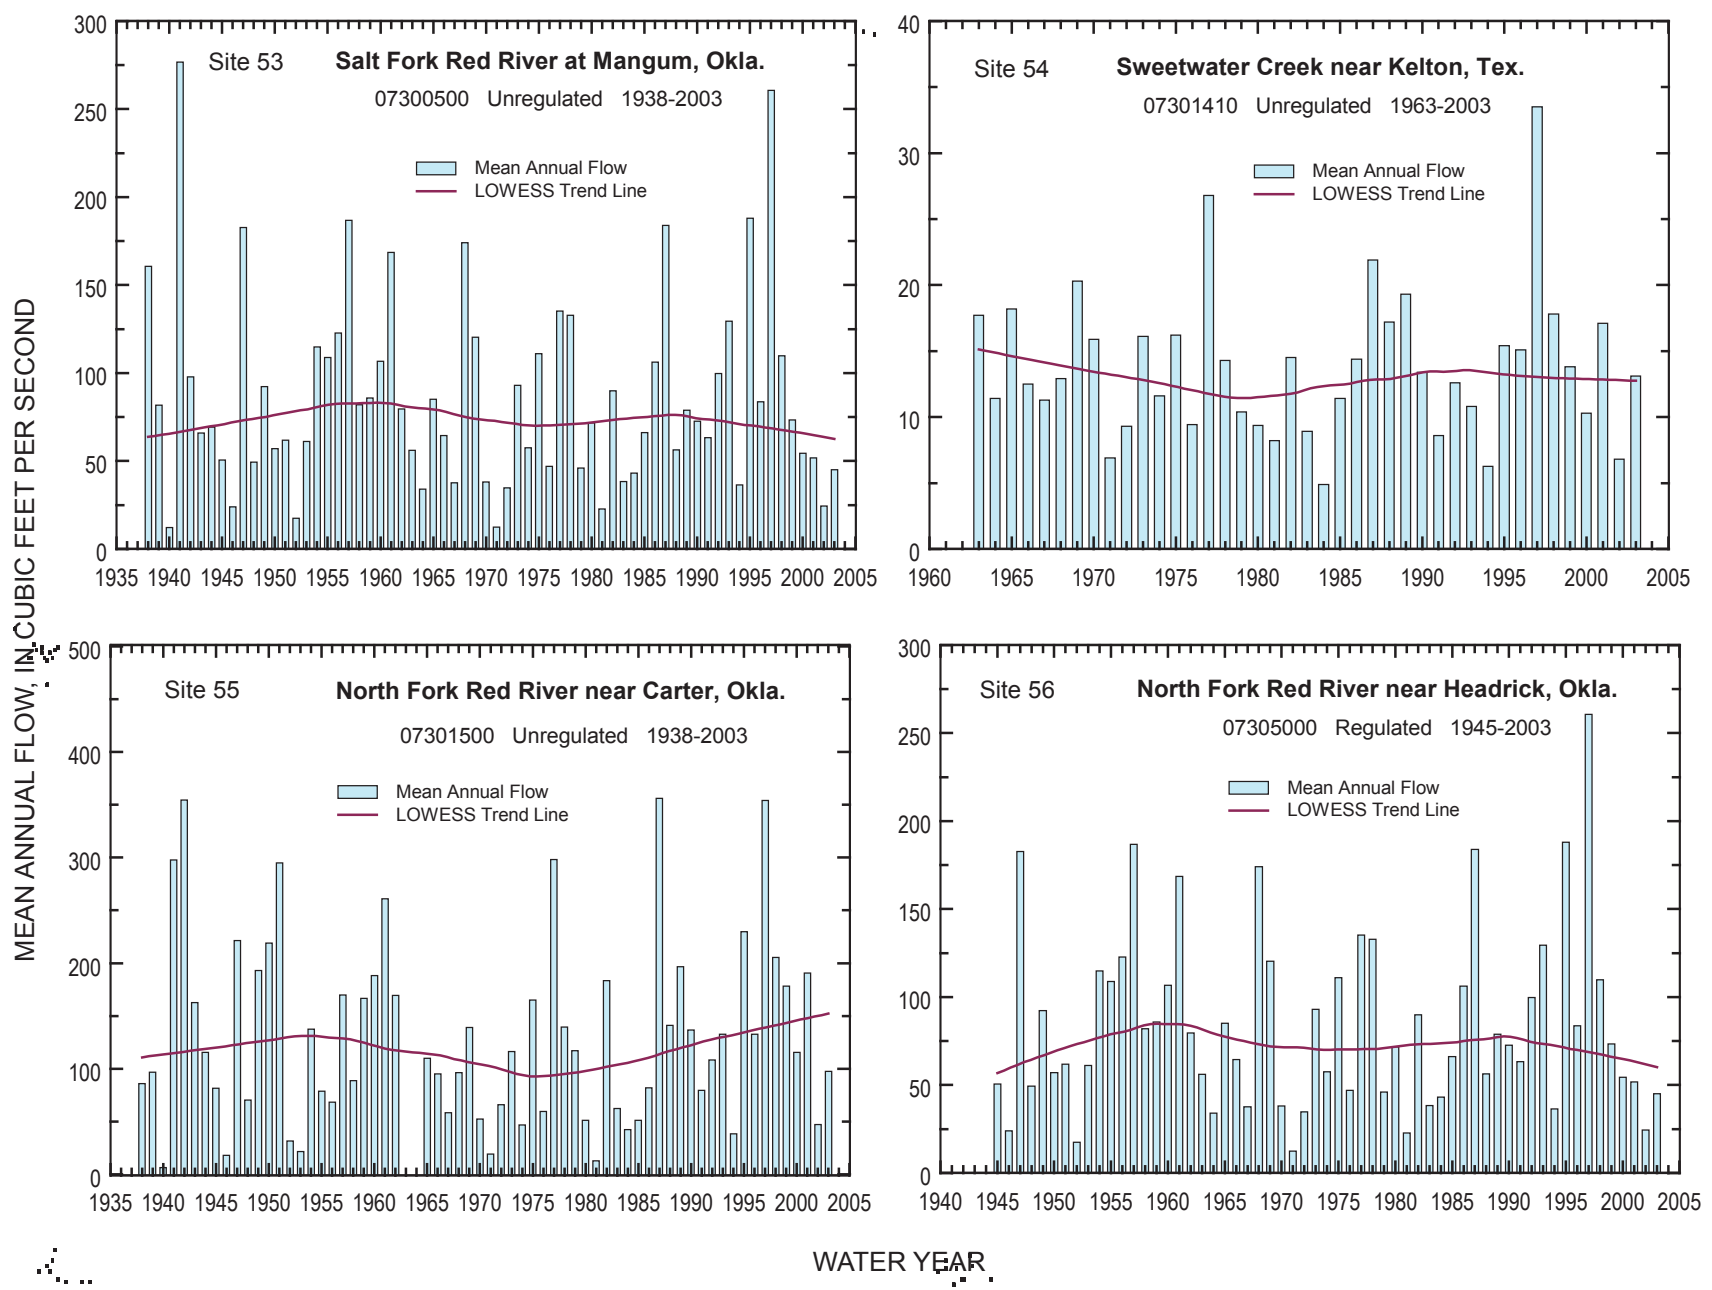 MEAN ANNUAL FLOW, IN CUBIC FEET PER SECOND
Site 53 Salt Fork Red River at Mangum, Okla.
07300500 Unregulated 1938-2003
Mean Annual Flow
LOWESS Trend Line
300
250
200
150
100
50
0
1935 1940 1945 1950 1955 1960 1965 1970 1975 1980 1985 1990 1995 2000 2005
Site 54 Sweetwater Creek near Kelton, Tex.
07301410 Unregulated 1963-2003
Mean Annual Flow
LOWESS Trend Line
40
30
20
10
0
1960 1965 1970 1975 1980 1985 1990 1995 2000 2005
Site 55 North Fork Red River near Carter, Okla.
07301500 Unregulated 1938-2003
Mean Annual Flow
LOWESS Trend Line
500
400
300
200
100
0
1935 1940 1945 1950 1955 1960 1965 1970 1975 1980 1985 1990 1995 2000 2005
Site 56 North Fork Red River near Headrick, Okla.
07305000 Regulated 1945-2003
Mean Annual Flow
LOWESS Trend Line
300
250
200
150
100
50
0
1940 1945 1950 1955 1960 1965 1970 1975 1980 1985 1990 1995 2000 2005
WATER YEAR